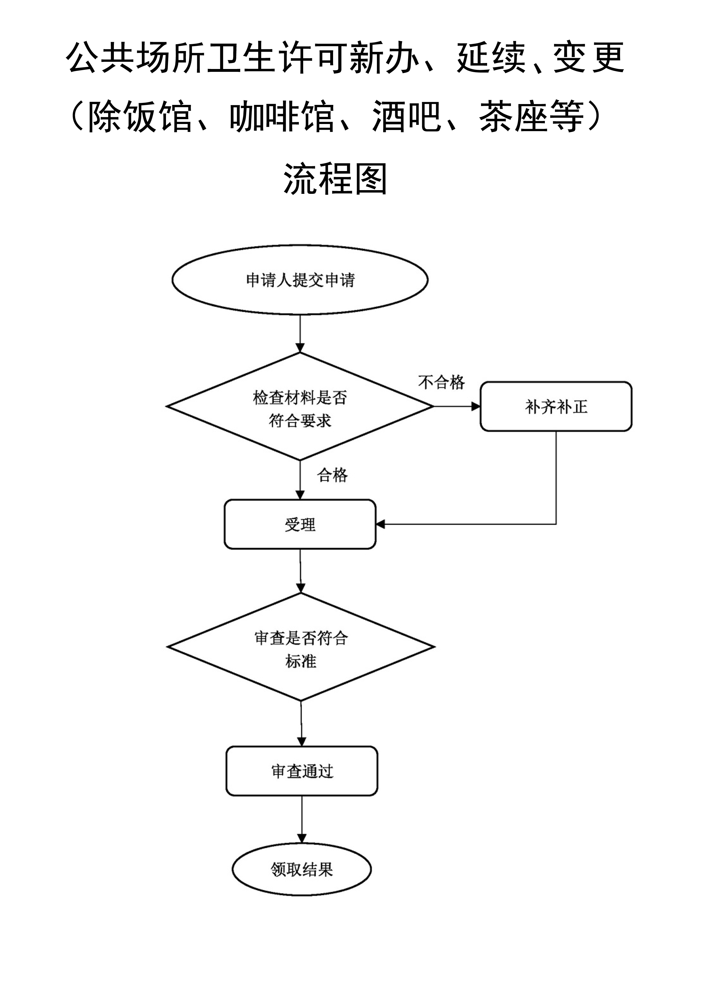 公共场所卫生许可新办、延续、变更
（除饭馆、咖啡馆、酒吧、茶座等）
流程图
申请人提交申请
检查材料是否
符合要求
不合格
补齐补正
合格
受理
审查是否符合
标准
审查通过
领取结果